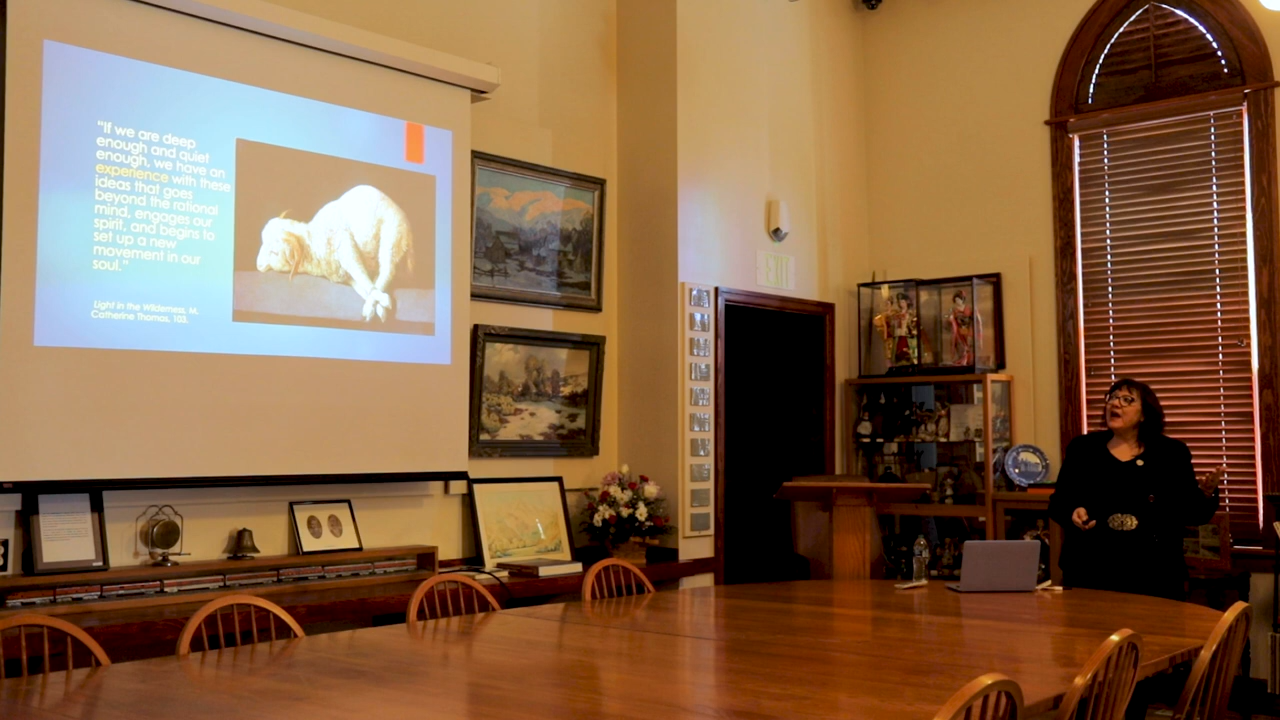 "If we are deep
enough and quiet
enough, we have an
experience with these
ideas that goes
beyond the rational
mind, engages our
spirit, and begins to
set up a new
movement in our
soul."
Light in the Wilderness, M.
Catherine Thomas, 103.
EXIT